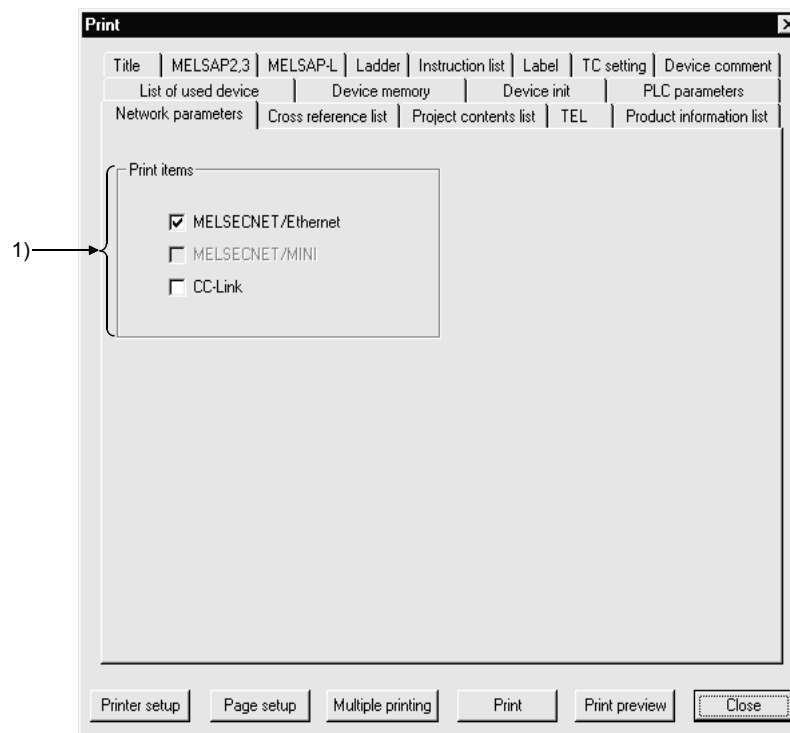 Print
Title MELSAP2,3 MELSAP-L Ladder Instruction list Label TC setting Device comment
List of used device Device memory Device init PLC parameters
Network parameters Cross reference list Project contents list TEL Product information list
Print items
MELSECNET/Ethernet
1)
MELSECNET/MINI
CC-Link
Printer setup Page setup Multiple printing Print Print preview Close